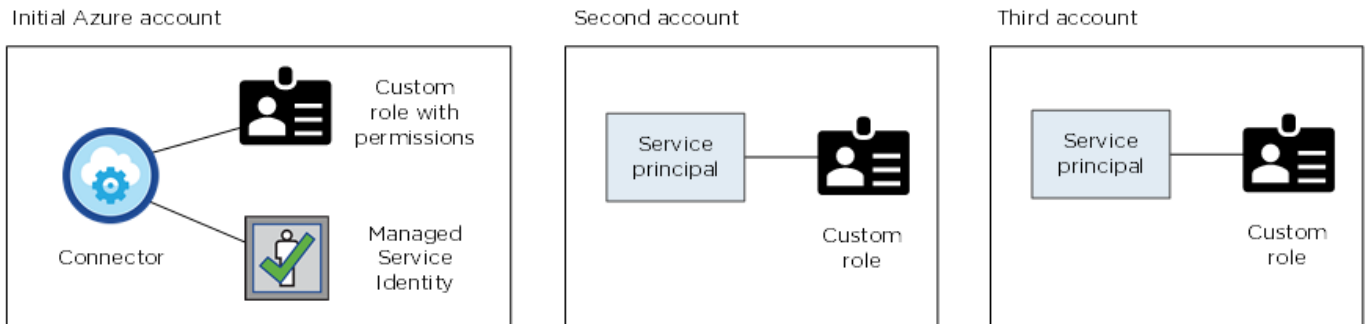 Initial Azure account
Custom
role with
permissions
Connector
Managed
Service
Identity
Second account
Service
principal
Custom
role
Third account
Service
principal
Custom
role